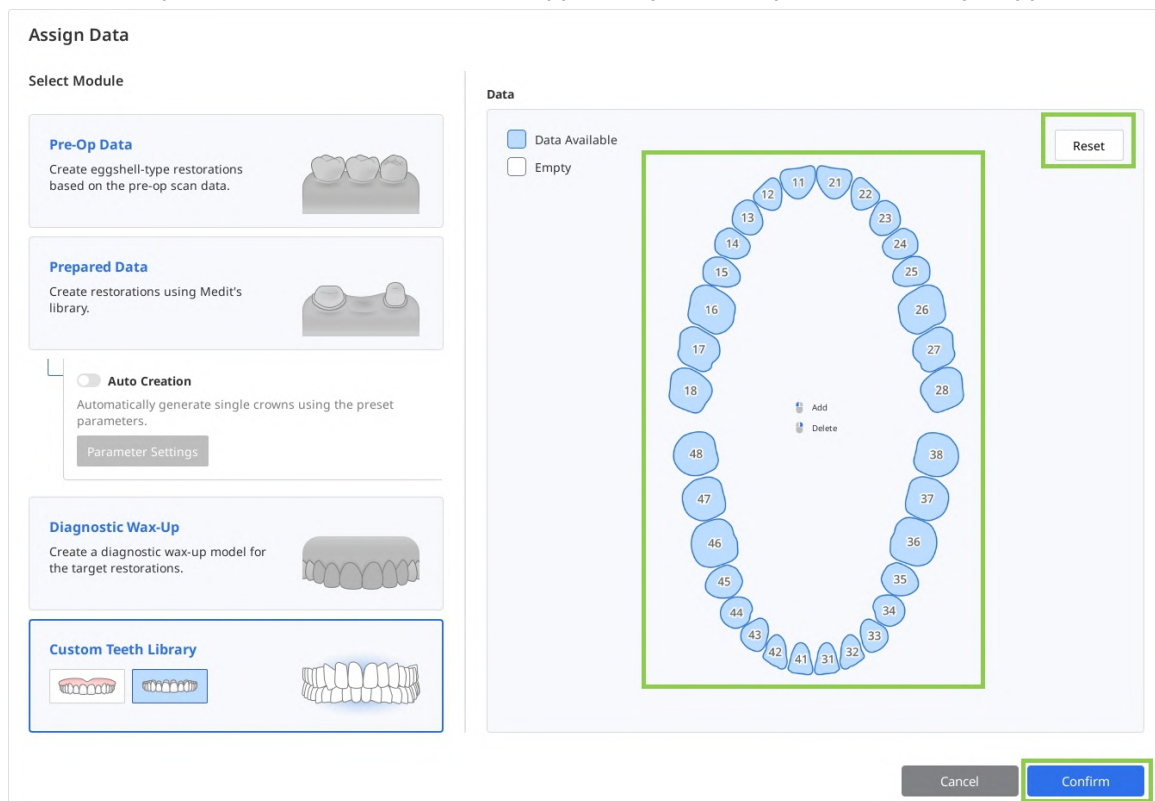 Assign Data
Select Module
Pre-Op Data
Create eggshell-type restorations
based on the pre-op scan data.
Prepared Data
Create restorations using Medit's
library.
Auto Creation
Automatically generate single crowns using the preset
parameters.
Parameter Settings
Diagnostic Wax-Up
Create a diagnostic wax-up model for
the target restorations.
Custom Teeth Library
Data
Data Available
Empty
Reset
11 21
12 22
13 23
14 24
15 25
16 26
17 27
18 28
Add
Delete
48 38
47 37
46 36
45 35
44 34
43 33
42 41 31 32
Cancel
Confirm